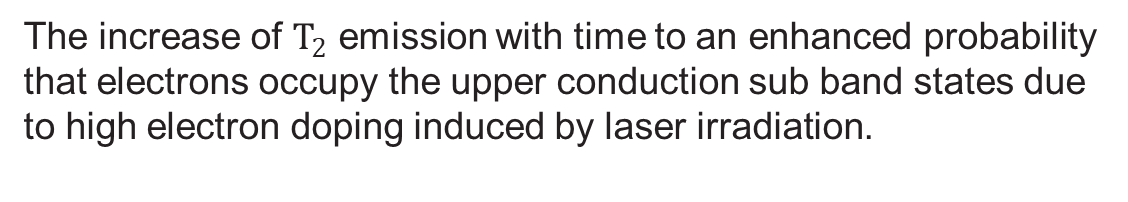 The increase of T₂ emission with time to an enhanced probability
that electrons occupy the upper conduction sub band states due
to high electron doping induced by laser irradiation.